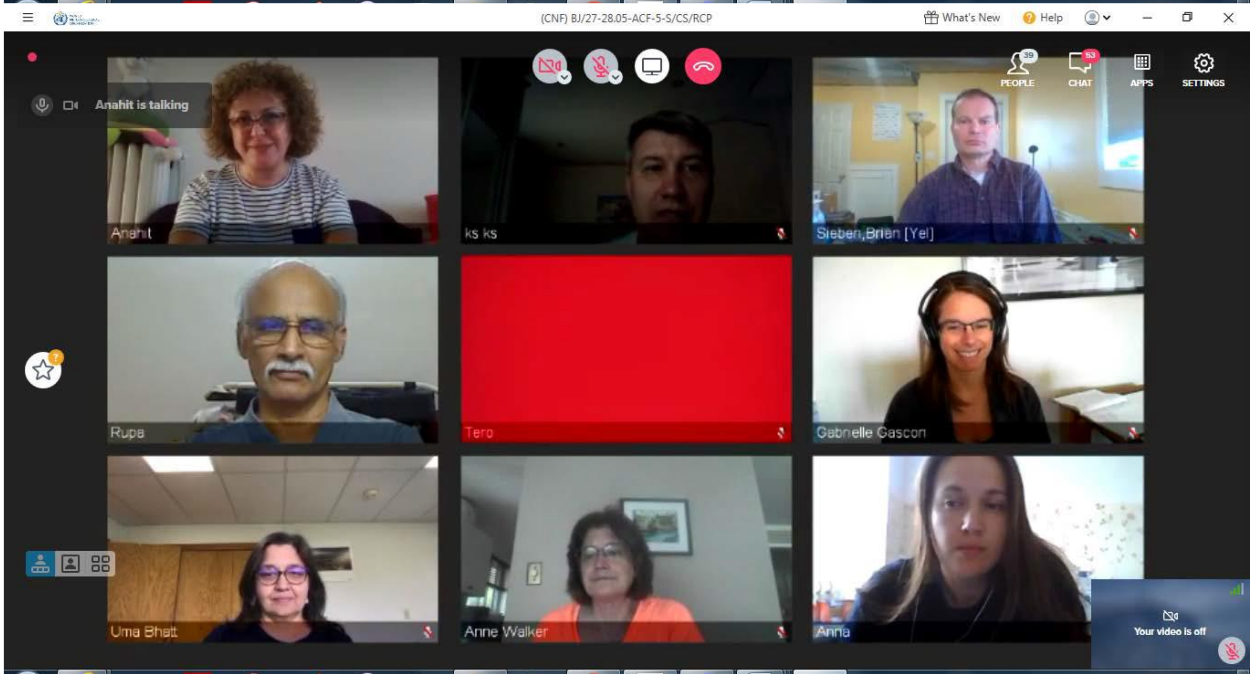 (CNF) BJ/27-28.05-ACF-5-S/CS/RCP
What's New
Help
39
53
PEOPLE
CHAT
APPS
SETTINGS
Anahit is talking
Anahit
ks ks
Sieben,Brian [Yel]
?
Rupa
Tero
Gabrielle Gascon
Uma Bhatt
Anne Walker
Anna
Your video is off